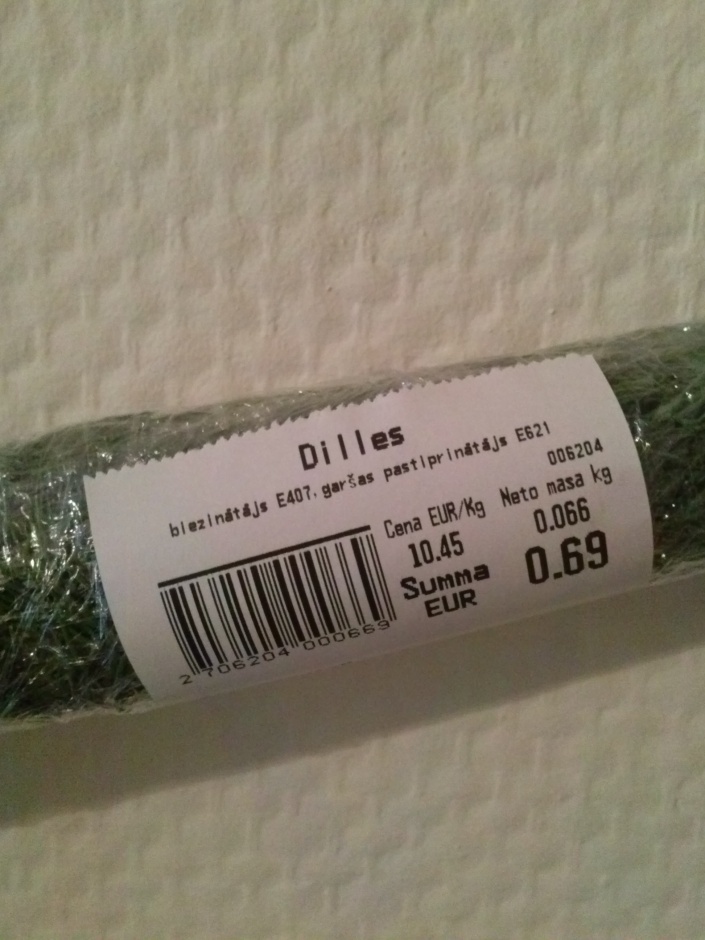 Dilles
biezinātājs E407, garšas pastiprinātājs E621
006204
Cena EUR/Kg Neto masa kg
10.45 0.066
Summa 0.69
EUR
2 706204 000669